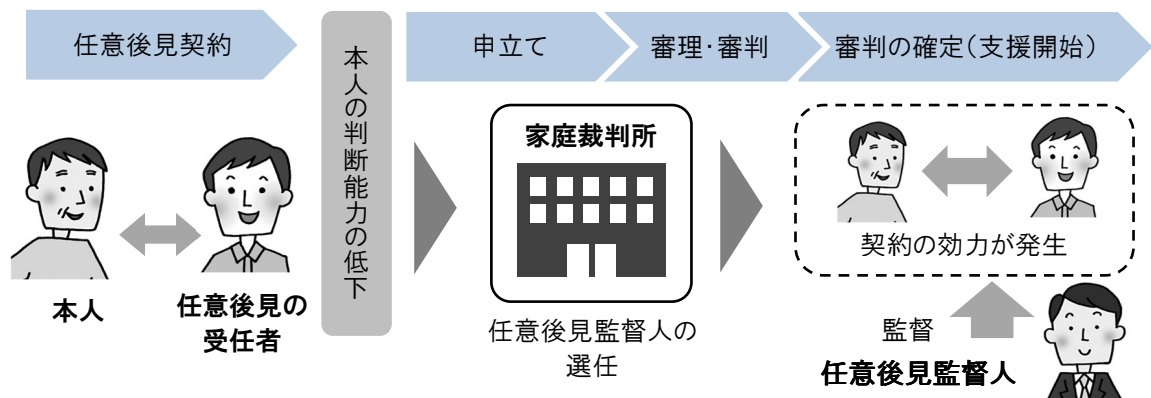 任意後見契約
本人の判断能力の低下
申立て
審理・審判
審判の確定（支援開始）
本人
任意後見の
受任者
家庭裁判所
任意後見監督人の
選任
契約の効力が発生
監督
任意後見監督人